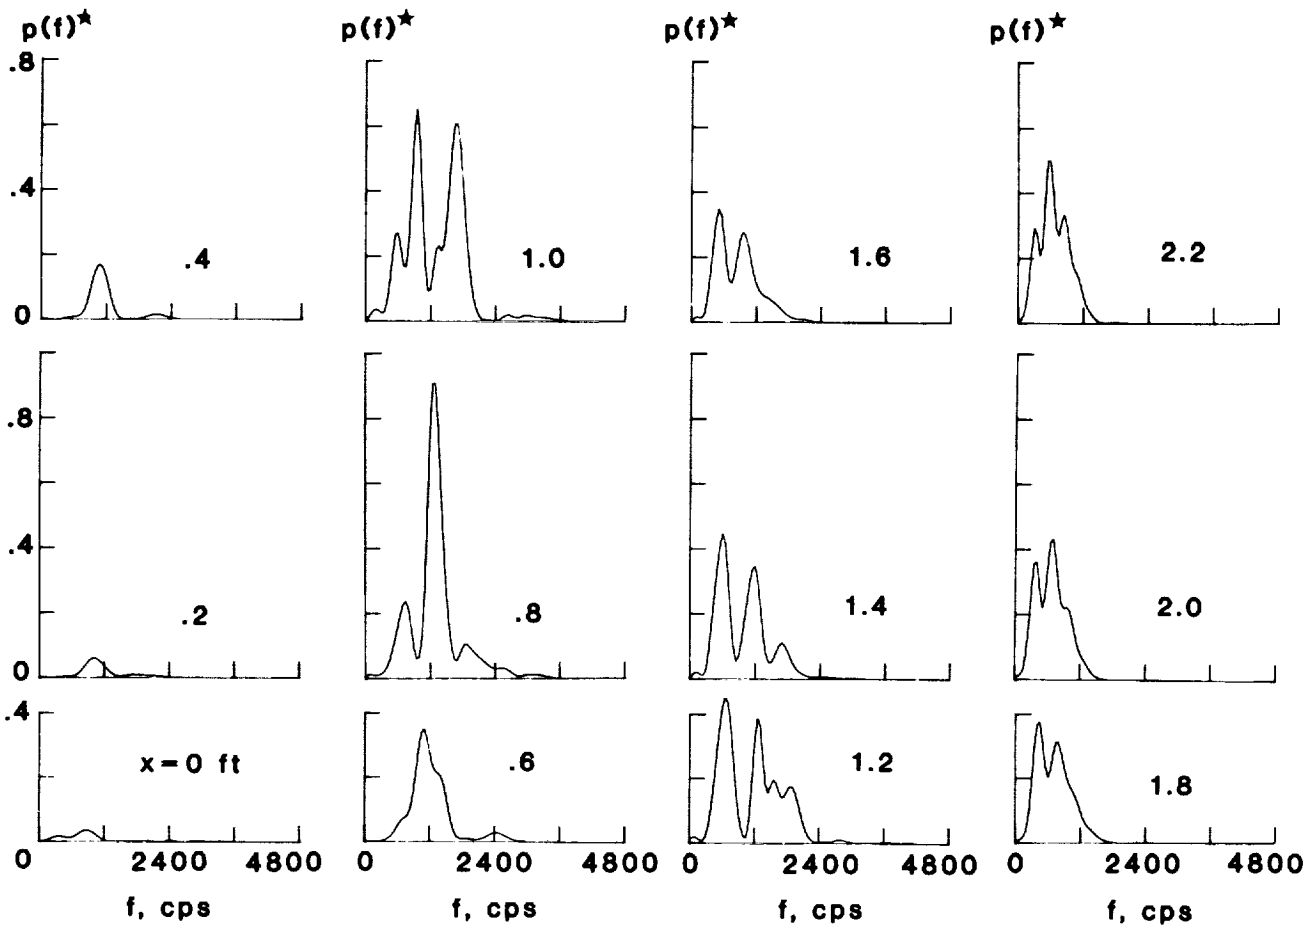 p(f)★ p(f)★ p(f)★ p(f)★
.8
.4
0
.4 1.0 1.6 2.2
.8
.4
0
.2 .8 1.4 2.0
.4
x=0 ft .6 1.2 1.8
0 2400 4800 0 2400 4800 0 2400 4800 0 2400 4800
f, cps f, cps f, cps f, cps